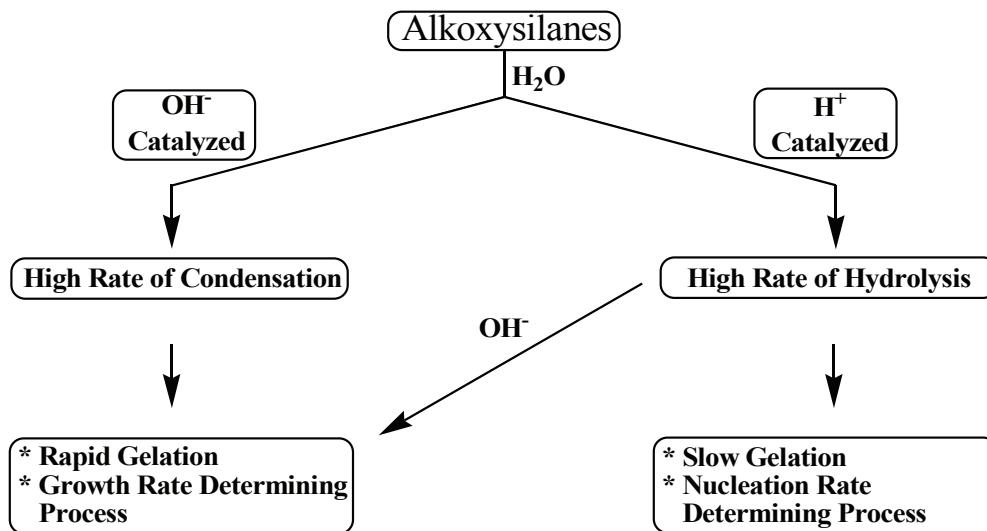 Alkoxysilanes
H₂O
OH⁻
Catalyzed
H⁺
Catalyzed
High Rate of Condensation
High Rate of Hydrolysis
OH⁻
* Rapid Gelation
* Growth Rate Determining
Process
* Slow Gelation
* Nucleation Rate
Determining Process